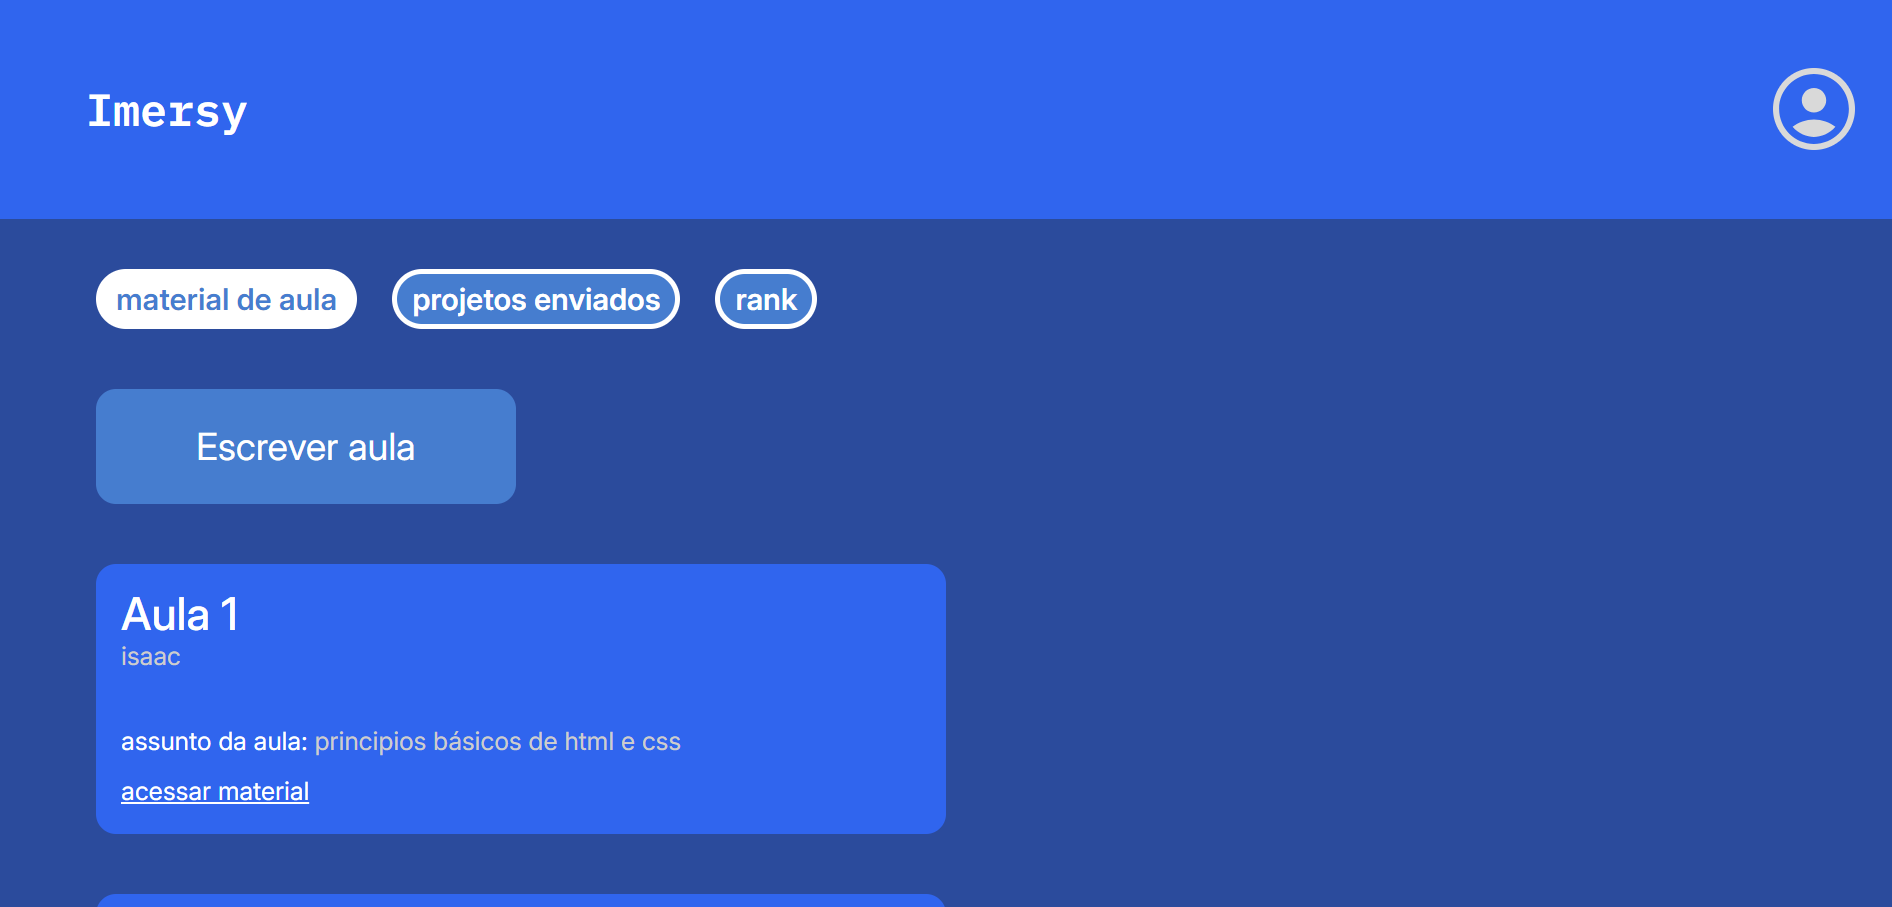 Imersy
material de aula projetos enviados rank
Escrever aula
Aula 1
isaac
assunto da aula: principios básicos de html e css
acessar material